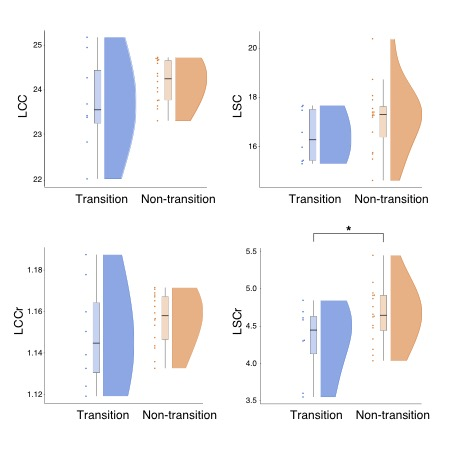 25
24
23
22
LCC
Transition Non-transition
20
18
16
LSC
Transition Non-transition
1.18
1.16
1.14
1.12
LCCr
Transition Non-transition
*
5.5
5.0
4.5
4.0
3.5
LSCr
Transition Non-transition